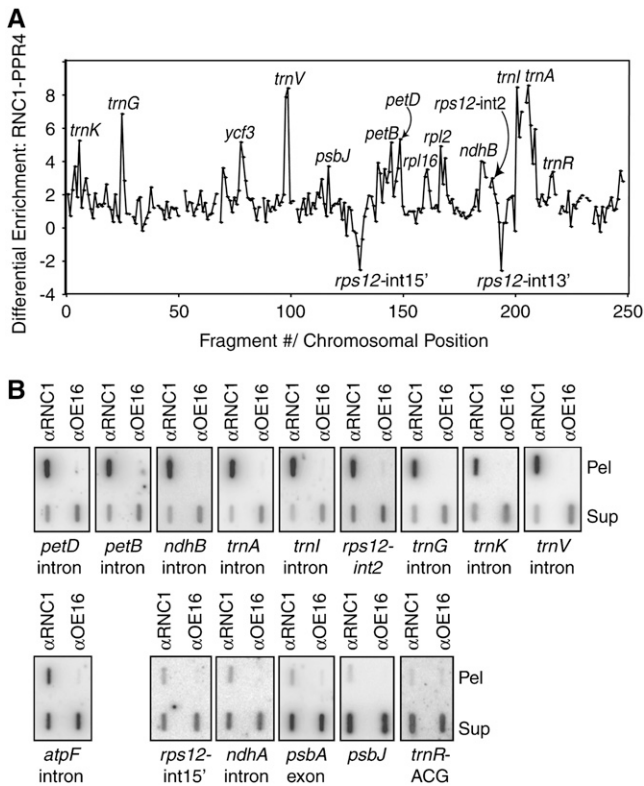 A
Differential Enrichment: RNC1-PPR4
8
6
4
2
0
-2
-4
trnK
trnG
ycf3
trnV
psbJ
petB
petD
rpl16
rpl2
ndhB
rps12-int2
trnI
trnA
trnR
rps12-int15'
rps12-int13'
0
50
100
150
200
250
Fragment #/ Chromosomal Position
B
αRNC1 αOE16 αRNC1 αOE16 αRNC1 αOE16 αRNC1 αOE16 αRNC1 αOE16 αRNC1 αOE16 αRNC1 αOE16 αRNC1 αOE16 αRNC1 αOE16
Pel
Sup
petD petB ndhB trnA trnI rps12- trnG trnK trnV
intron intron intron intron intron int2 intron intron intron
αRNC1 αOE16 αRNC1 αOE16 αRNC1 αOE16 αRNC1 αOE16 αRNC1 αOE16 αRNC1 αOE16
Pel
Sup
atpF rps12- ndhA psbA psbJ trnR-
intron int15' intron exon ACG